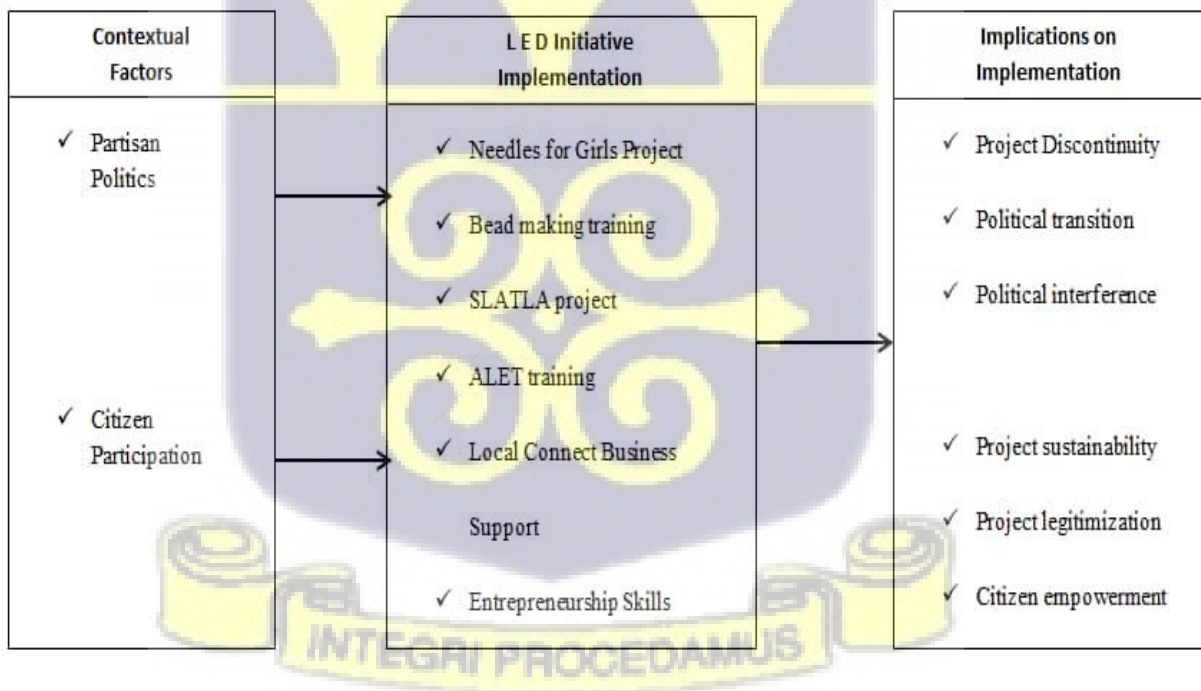 Contextual
Factors
✓ Partisan
Politics
✓ Citizen
Participation
L E D Initiative
Implementation
✓ Needles for Girls Project
✓ Bead making training
✓ SLATLA project
✓ ALET training
✓ Local Connect Business
Support
✓ Entrepreneurship Skills
Implications on
Implementation
✓ Project Discontinuity
✓ Political transition
✓ Political interference
✓ Project sustainability
✓ Project legitimization
✓ Citizen empowerment
INTEGRI PROCEDAMUS